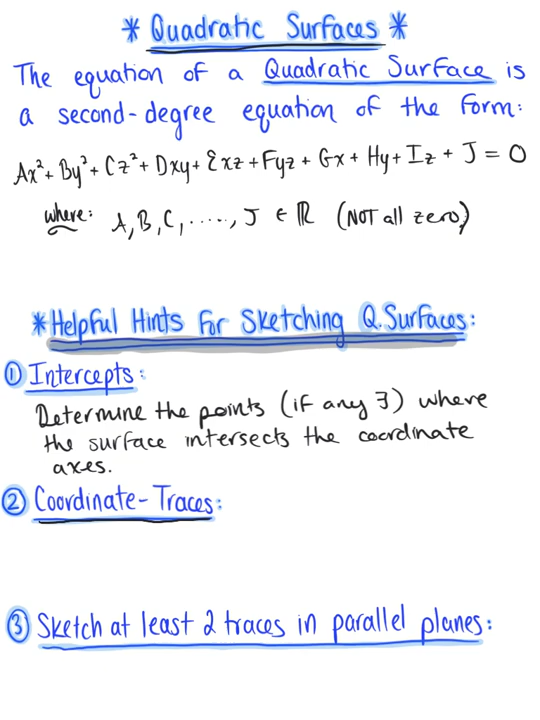 * Quadratic Surfaces *
The equation of a Quadratic Surface is
a second-degree equation of the form:
Ax² + By² + Cz² + Dxy + Exz + Fyz + Gx + Hy + Iz + J = 0
where: A, B, C, ....., J ∈ ℝ (NOT all zero)
* Helpful Hints for Sketching Q. Surfaces:
① Intercepts:
Determine the points (if any ∃) where
the surface intersects the coordinate
axes.
② Coordinate-Traces:
③ Sketch at least 2 traces in parallel planes: